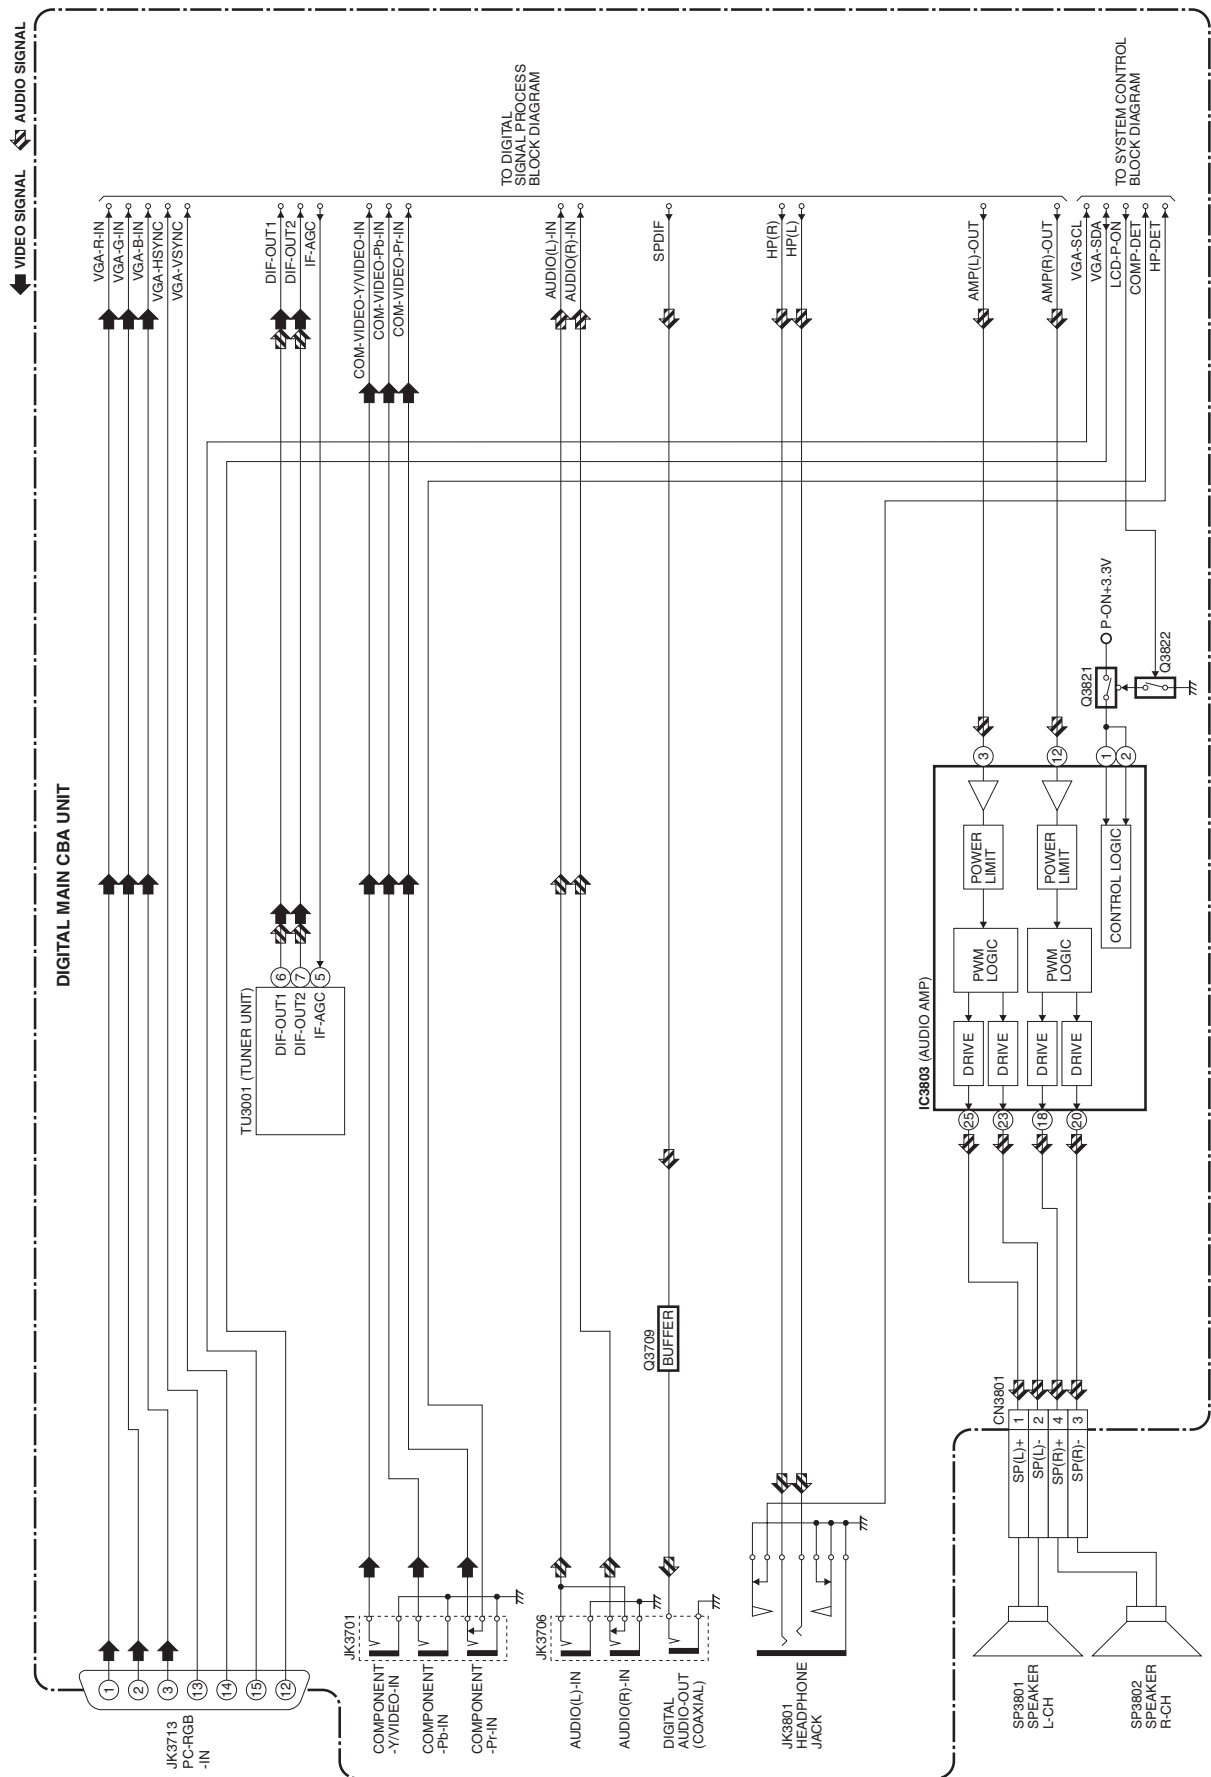 VIDEO SIGNAL
AUDIO SIGNAL
DIGITAL MAIN CBA UNIT
JK3713
PC-RGB
-IN
1
2
3
13
14
15
12
VGA-R-IN
VGA-G-IN
VGA-B-IN
VGA-HSYNC
VGA-VSYNC
TU3001 (TUNER UNIT)
DIF-OUT1
DIF-OUT2
IF-AGC
6
7
5
DIF-OUT1
DIF-OUT2
IF-AGC
JK3701
COMPONENT
-Y/VIDEO-IN
COMPONENT
-Pb-IN
COMPONENT
-Pr-IN
COM-VIDEO-Y/VIDEO-IN
COM-VIDEO-Pb-IN
COM-VIDEO-Pr-IN
TO DIGITAL
SIGNAL PROCESS
BLOCK DIAGRAM
JK3706
AUDIO(L)-IN
AUDIO(R)-IN
DIGITAL
AUDIO-OUT
(COAXIAL)
AUDIO(L)-IN
AUDIO(R)-IN
Q3709
BUFFER
SPDIF
JK3801
HEADPHONE
JACK
HP(R)
HP(L)
IC3803 (AUDIO AMP)
25
23
18
20
DRIVE
DRIVE
DRIVE
DRIVE
PWM
LOGIC
PWM
LOGIC
POWER
LIMIT
POWER
LIMIT
CONTROL LOGIC
3
12
1
2
AMP(L)-OUT
AMP(R)-OUT
Q3821
P-ON+3.3V
Q3822
VGA-SCL
VGA-SDA
LCD-P-ON
COMP-DET
HP-DET
TO SYSTEM CONTROL
BLOCK DIAGRAM
CN3801
SP(L)+ 1
SP(L)- 2
SP(R)+ 4
SP(R)- 3
SP3801
SPEAKER
L-CH
SP3802
SPEAKER
R-CH